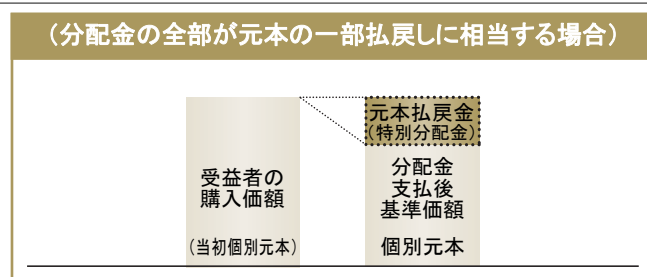 （分配金の全部が元本の一部払戻しに相当する場合）
受益者の
購入価額
（当初個別元本）
元本払戻金
（特別分配金）
分配金
支払後
基準価額
個別元本